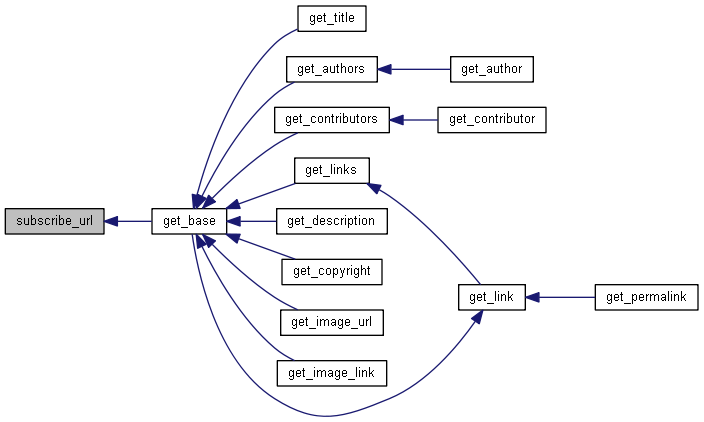 get_title
get_authors
get_author
get_contributors
get_contributor
get_links
subscribe_url
get_base
get_description
get_copyright
get_link
get_permalink
get_image_url
get_image_link